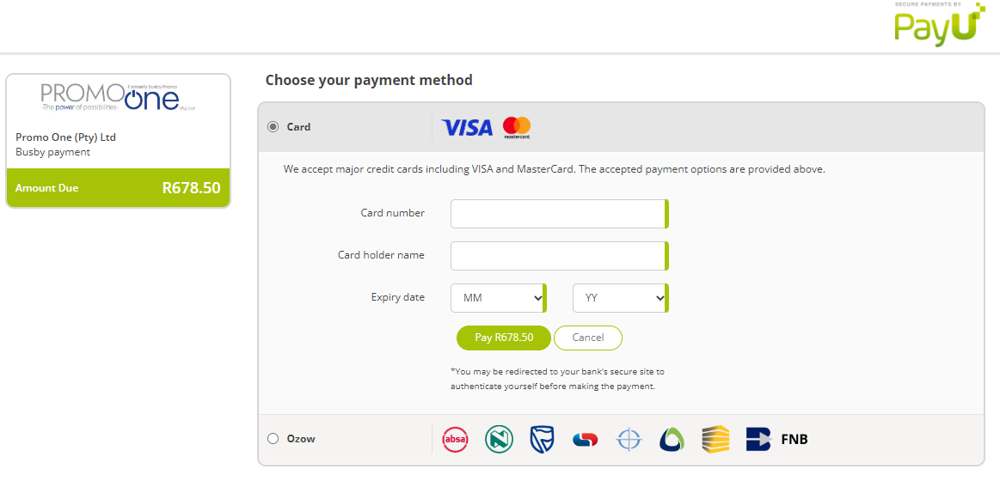 SECURE PAYMENTS BY
PayU
PROMO one
Formerly Busby Promo
-The power of possibilities-
(Pty) Ltd
Promo One (Pty) Ltd
Busby payment
Amount Due R678.50
Choose your payment method
Card VISA mastercard
We accept major credit cards including VISA and MasterCard. The accepted payment options are provided above.
Card number
Card holder name
Expiry date MM YY
Pay R678.50 Cancel
*You may be redirected to your bank's secure site to
authenticate yourself before making the payment.
Ozow absa FNB